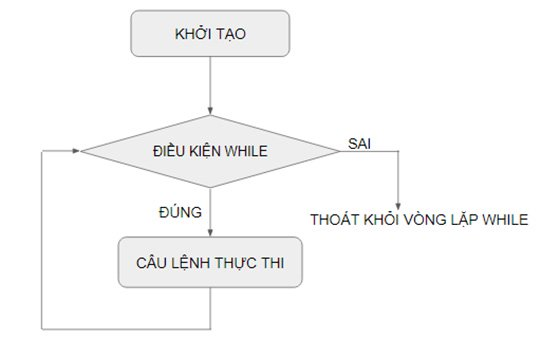 KHỞI TẠO
ĐIỀU KIỆN WHILE
SAI
ĐÚNG
THOÁT KHỎI VÒNG LẶP WHILE
CÂU LỆNH THỰC THI